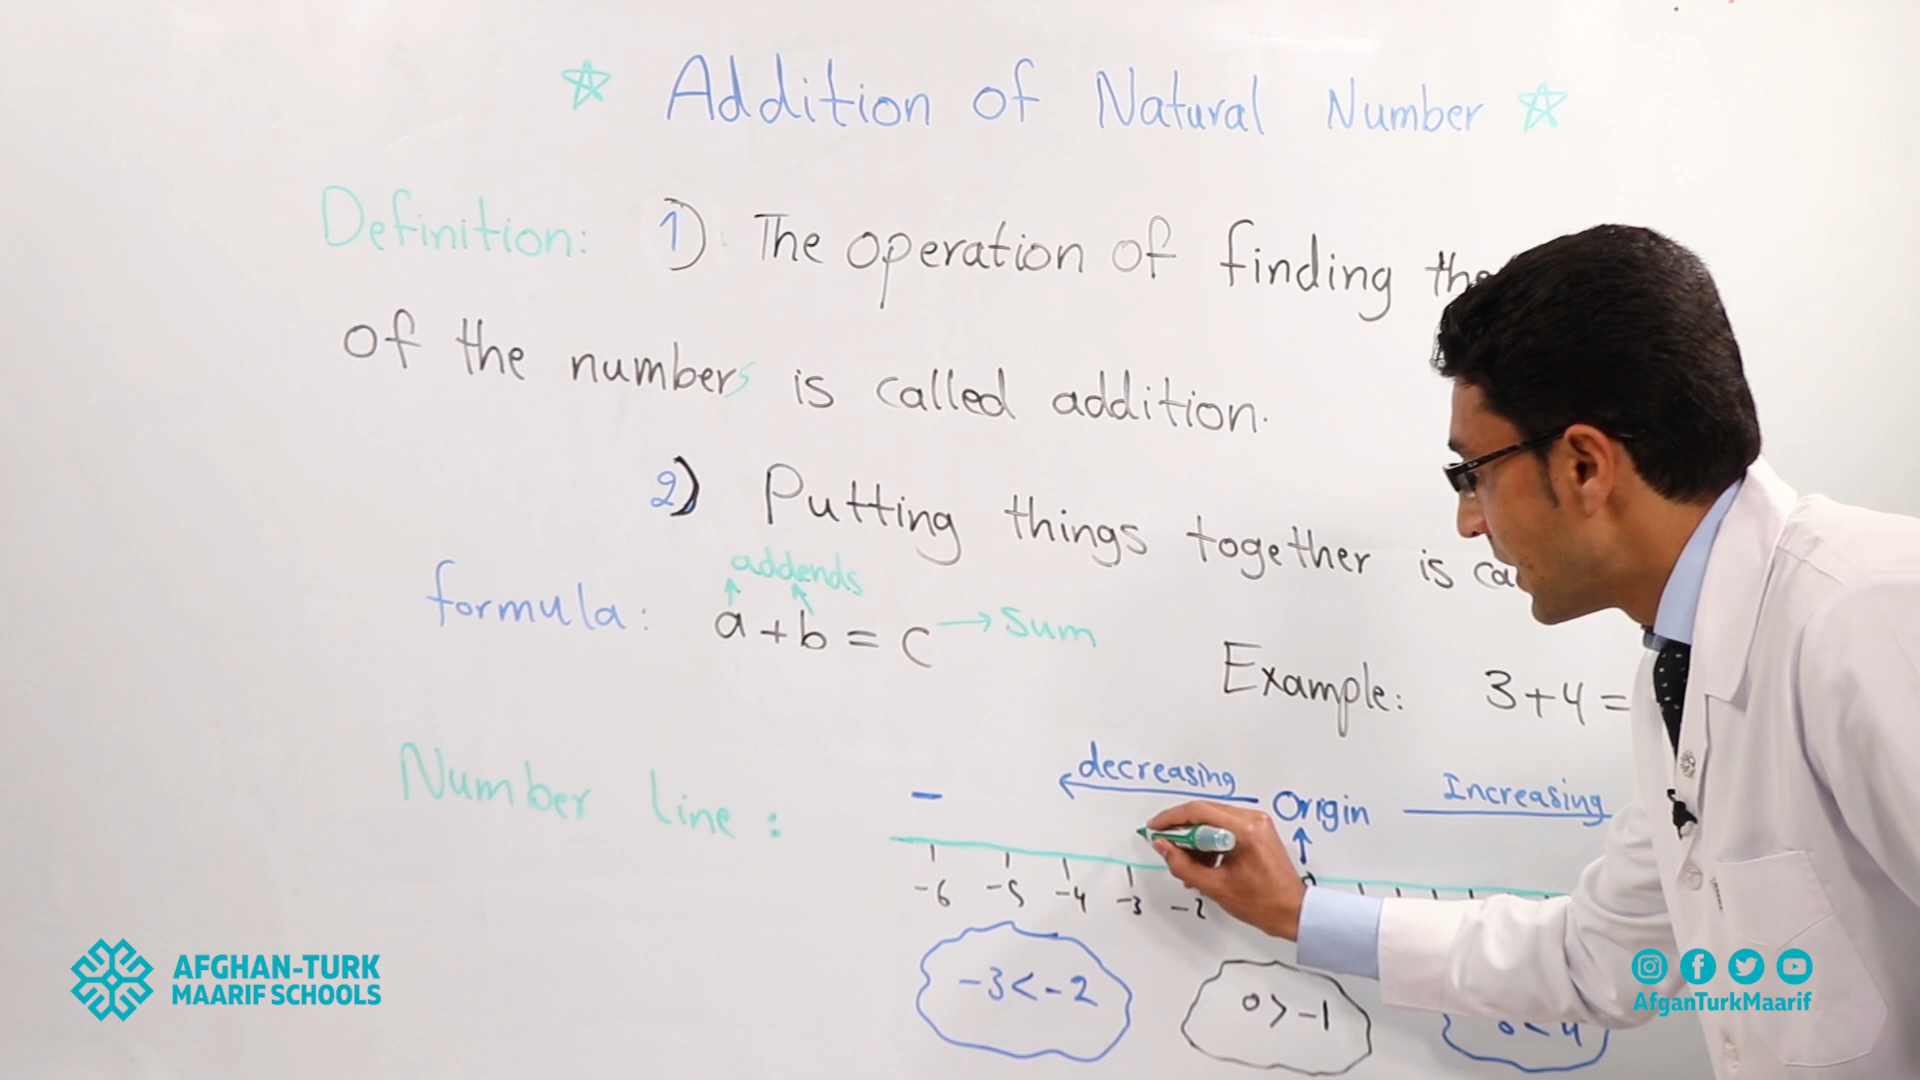 Addition of Natural Number
Definition: 1) The operation of finding the
of the numbers is called addition.
2) Putting things together is
addends
formula: a + b = c → Sum
Example: 3+4=
Number line: - decreasing Origin Increasing
-6 -5 -4 -3 -2
-3 < -2
0 > -1
0 < 4
AFGHAN-TURK
MAARIF SCHOOLS
AfganTurkMaarif